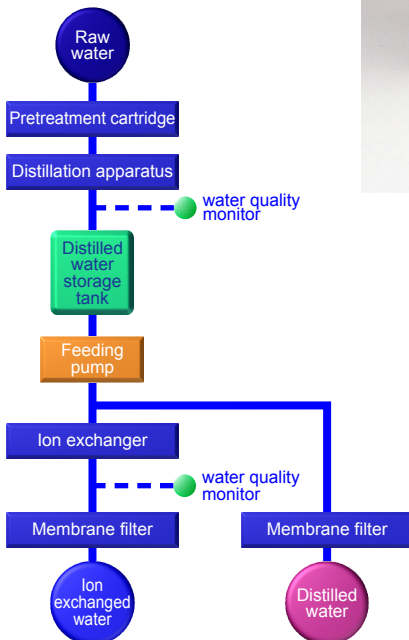 Raw
water
Pretreatment cartridge
Distillation apparatus
water quality
monitor
Distilled
water
storage
tank
Feeding
pump
Ion exchanger
water quality
monitor
Membrane filter
Membrane filter
Ion
exchanged
water
Distilled
water